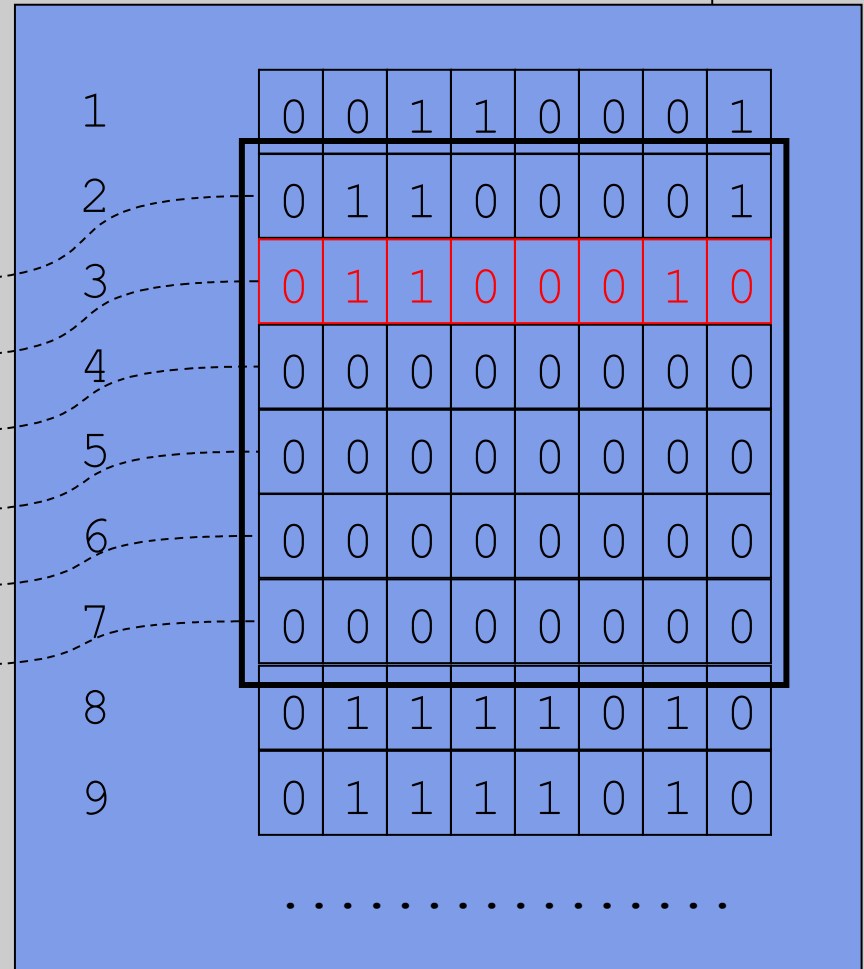 1 0 0 1 1 0 0 0 1
2 0 1 1 0 0 0 0 1
3 0 1 1 0 0 0 1 0
4 0 0 0 0 0 0 0 0
5 0 0 0 0 0 0 0 0
6 0 0 0 0 0 0 0 0
7 0 0 0 0 0 0 0 0
8 0 1 1 1 1 0 1 0
9 0 1 1 1 1 0 1 0
................